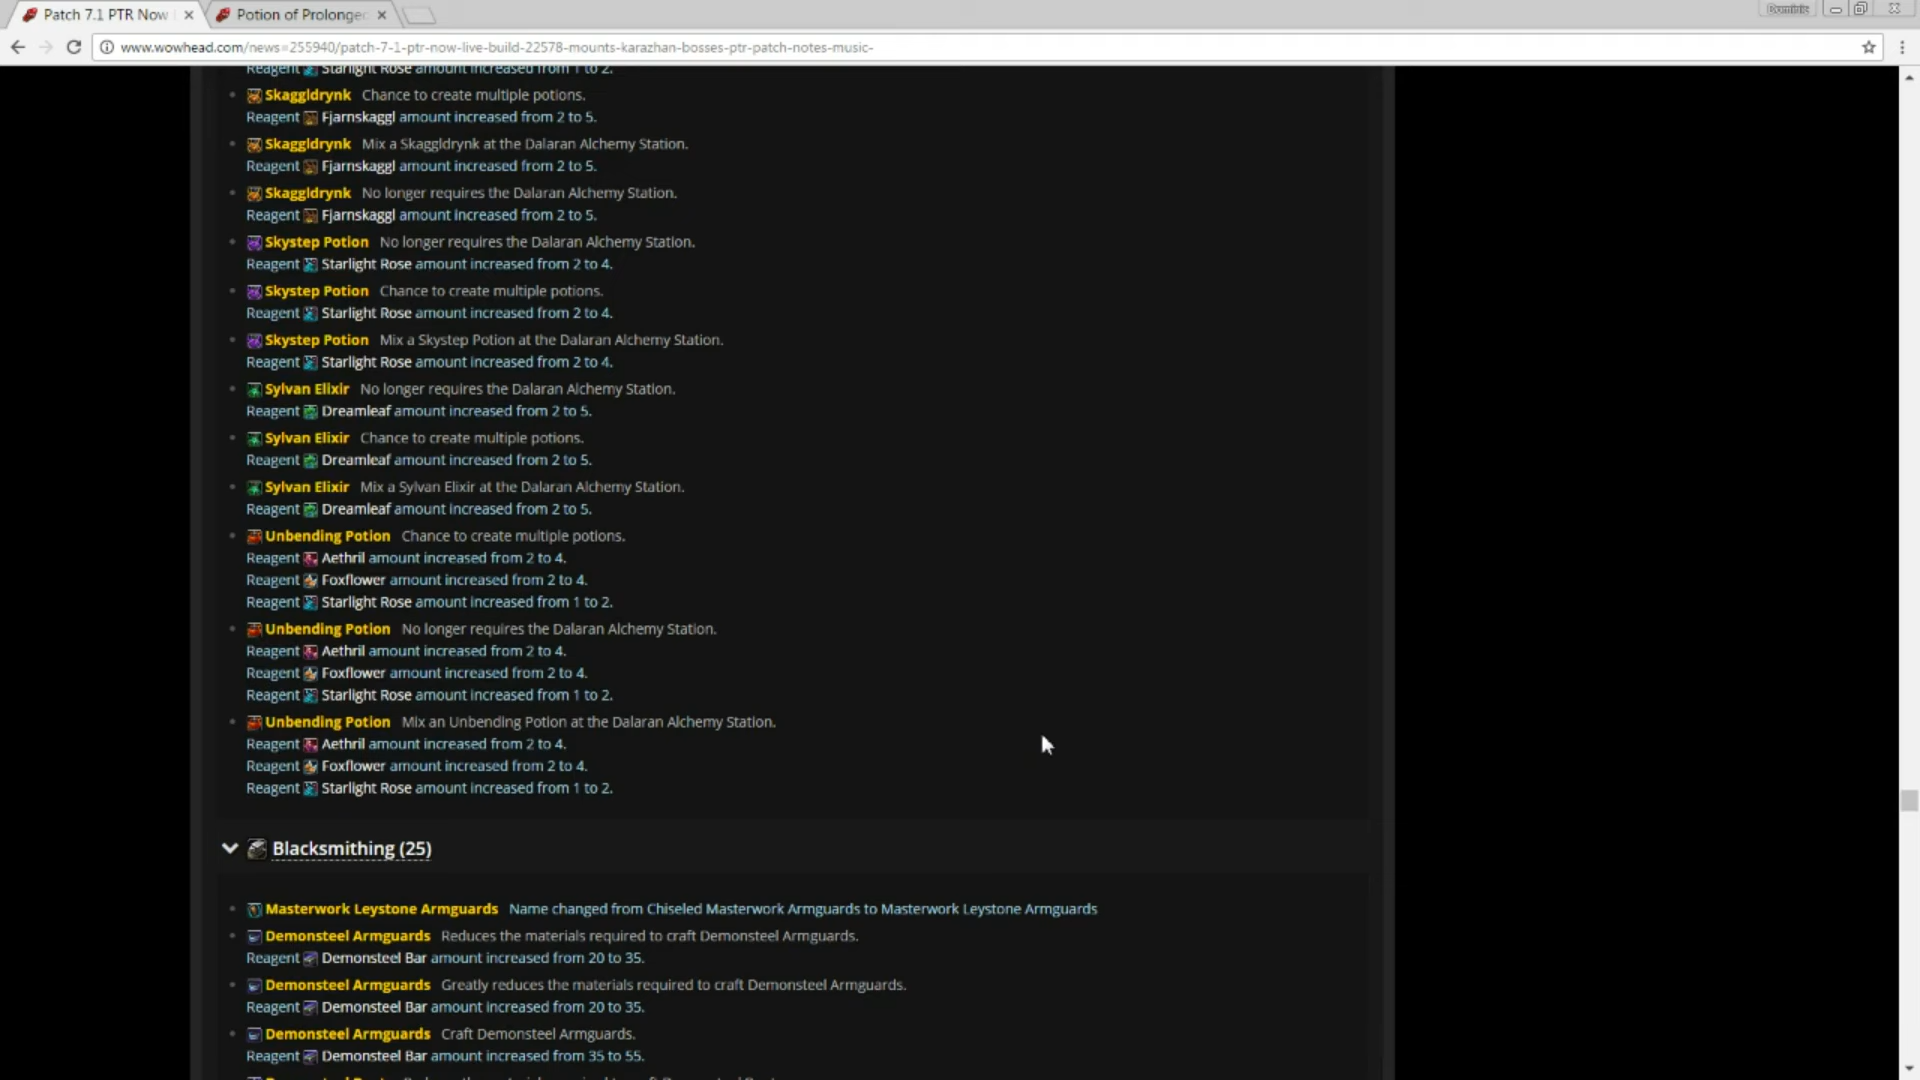 Patch 7.1 PTR Now
Potion of Prolonge
Dominic
www.wowhead.com/news=255940/patch-7-1-ptr-now-live-build-22578-mounts-karazhan-bosses-ptr-patch-notes-music-
Reagent Starlight Rose amount increased from 1 to 2.
Skaggldrynk Chance to create multiple potions.
Reagent Fjarnskaggl amount increased from 2 to 5.
Skaggldrynk Mix a Skaggldrynk at the Dalaran Alchemy Station.
Reagent Fjarnskaggl amount increased from 2 to 5.
Skaggldrynk No longer requires the Dalaran Alchemy Station.
Reagent Fjarnskaggl amount increased from 2 to 5.
Skystep Potion No longer requires the Dalaran Alchemy Station.
Reagent Starlight Rose amount increased from 2 to 4.
Skystep Potion Chance to create multiple potions.
Reagent Starlight Rose amount increased from 2 to 4.
Skystep Potion Mix a Skystep Potion at the Dalaran Alchemy Station.
Reagent Starlight Rose amount increased from 2 to 4.
Sylvan Elixir No longer requires the Dalaran Alchemy Station.
Reagent Dreamleaf amount increased from 2 to 5.
Sylvan Elixir Chance to create multiple potions.
Reagent Dreamleaf amount increased from 2 to 5.
Sylvan Elixir Mix a Sylvan Elixir at the Dalaran Alchemy Station.
Reagent Dreamleaf amount increased from 2 to 5.
Unbending Potion Chance to create multiple potions.
Reagent Aethril amount increased from 2 to 4.
Reagent Foxflower amount increased from 2 to 4.
Reagent Starlight Rose amount increased from 1 to 2.
Unbending Potion No longer requires the Dalaran Alchemy Station.
Reagent Aethril amount increased from 2 to 4.
Reagent Foxflower amount increased from 2 to 4.
Reagent Starlight Rose amount increased from 1 to 2.
Unbending Potion Mix an Unbending Potion at the Dalaran Alchemy Station.
Reagent Aethril amount increased from 2 to 4.
Reagent Foxflower amount increased from 2 to 4.
Reagent Starlight Rose amount increased from 1 to 2.
Blacksmithing (25)
Masterwork Leystone Armguards Name changed from Chiseled Masterwork Armguards to Masterwork Leystone Armguards
Demonsteel Armguards Reduces the materials required to craft Demonsteel Armguards.
Reagent Demonsteel Bar amount increased from 20 to 35.
Demonsteel Armguards Greatly reduces the materials required to craft Demonsteel Armguards.
Reagent Demonsteel Bar amount increased from 20 to 35.
Demonsteel Armguards Craft Demonsteel Armguards.
Reagent Demonsteel Bar amount increased from 35 to 55.